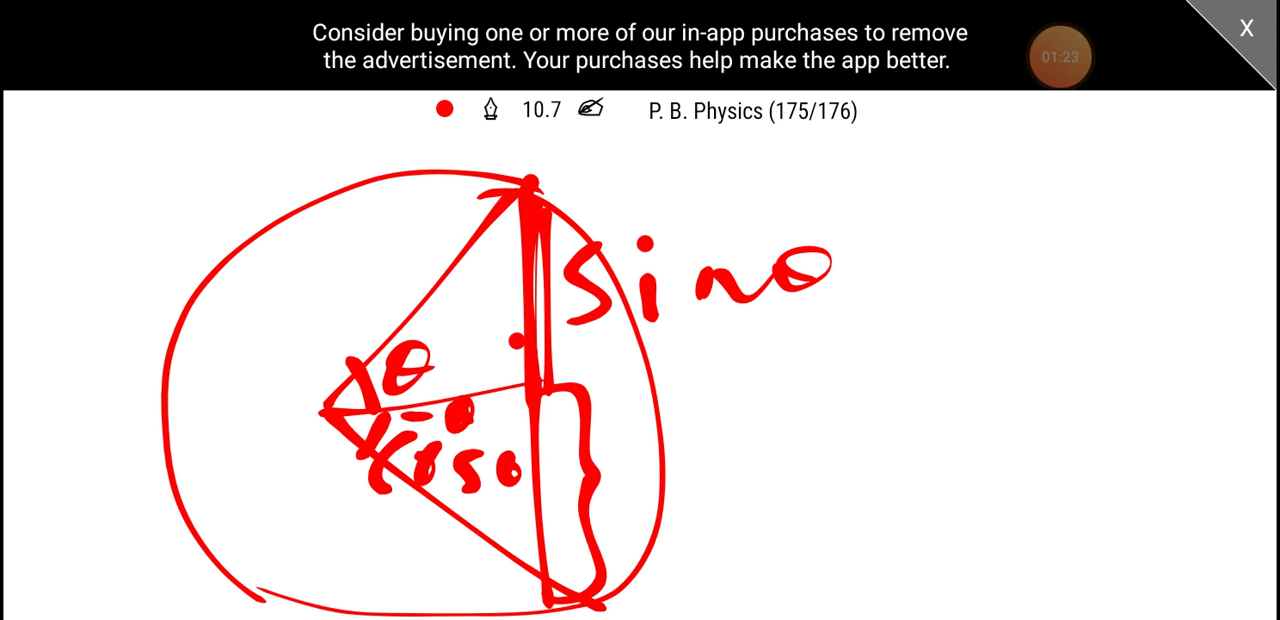 Consider buying one or more of our in-app purchases to remove
the advertisement. Your purchases help make the app better.
X
01:23
10.7
P. B. Physics (175/176)
sinθ
θ
-θ